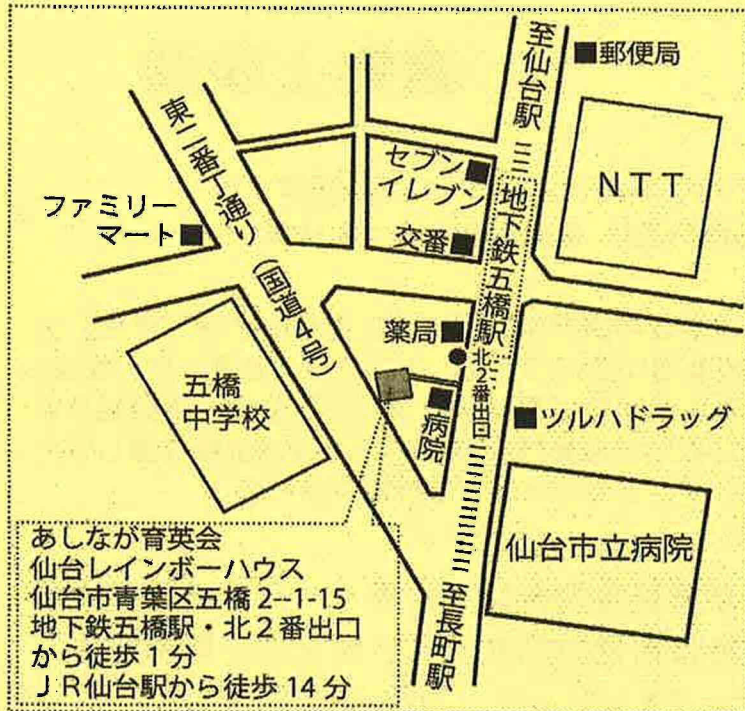 至仙台駅
■郵便局
東二番丁通り(国道4号)
セブン■
イレブン
NTT
ファミリー
マート■
交番■
地下鉄五橋駅
薬局■
北2番出口
五橋
中学校
■
病院
■ツルハドラッグ
仙台市立病院
至長町駅
あしなが育英会
仙台レインボーハウス
仙台市青葉区五橋2--1-15
地下鉄五橋駅・北2番出口
から徒歩1分
JR仙台駅から徒歩14分